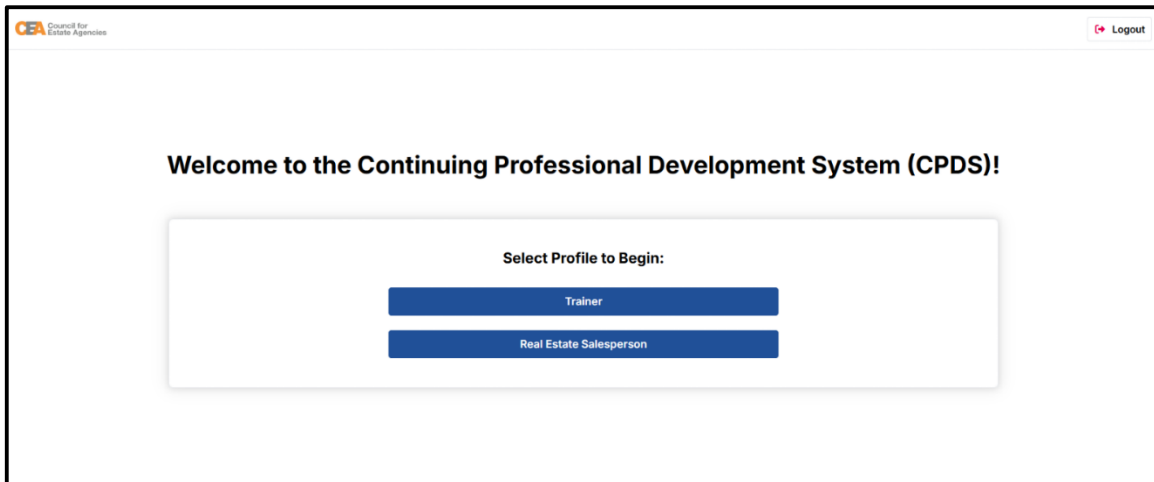 CEA Council for
Estate Agencies
Logout
Welcome to the Continuing Professional Development System (CPDS)!
Select Profile to Begin:
Trainer
Real Estate Salesperson